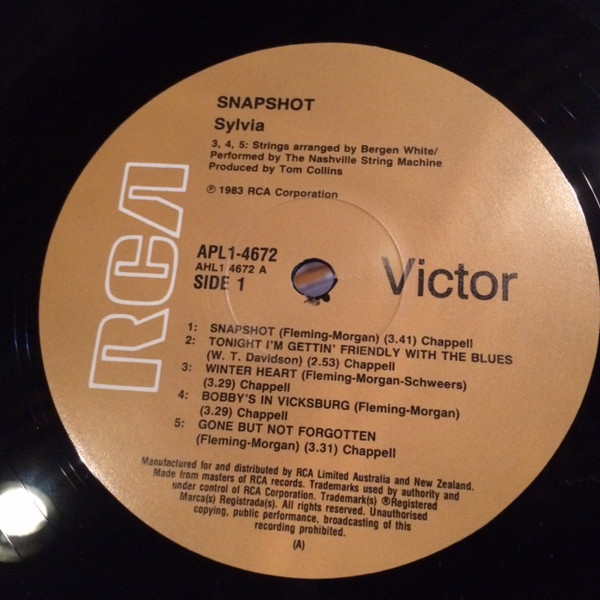 SNAPSHOT
Sylvia
3, 4, 5: Strings arranged by Bergen White/
Performed by The Nashville String Machine
Produced by Tom Collins
℗ 1983 RCA Corporation
RCA
APL1-4672
AHL1 4672 A
SIDE 1
Victor
1: SNAPSHOT (Fleming-Morgan) (3.41) Chappell
2: TONIGHT I'M GETTIN' FRIENDLY WITH THE BLUES
(W. T. Davidson) (2.53) Chappell
3: WINTER HEART (Fleming-Morgan-Schweers)
(3.29) Chappell
4: BOBBY'S IN VICKSBURG (Fleming-Morgan)
(3.29) Chappell
5: GONE BUT NOT FORGOTTEN
(Fleming-Morgan) (3.31) Chappell
Manufactured for and distributed by RCA Limited Australia and New Zealand.
Made from masters of RCA records. Trademarks used by authority and
under control of RCA Corporation. Trademark(s) ®Registered
Marca(s) Registrada(s). All rights reserved. Unauthorised
copying, public performance, broadcasting of this
recording prohibited.
(A)